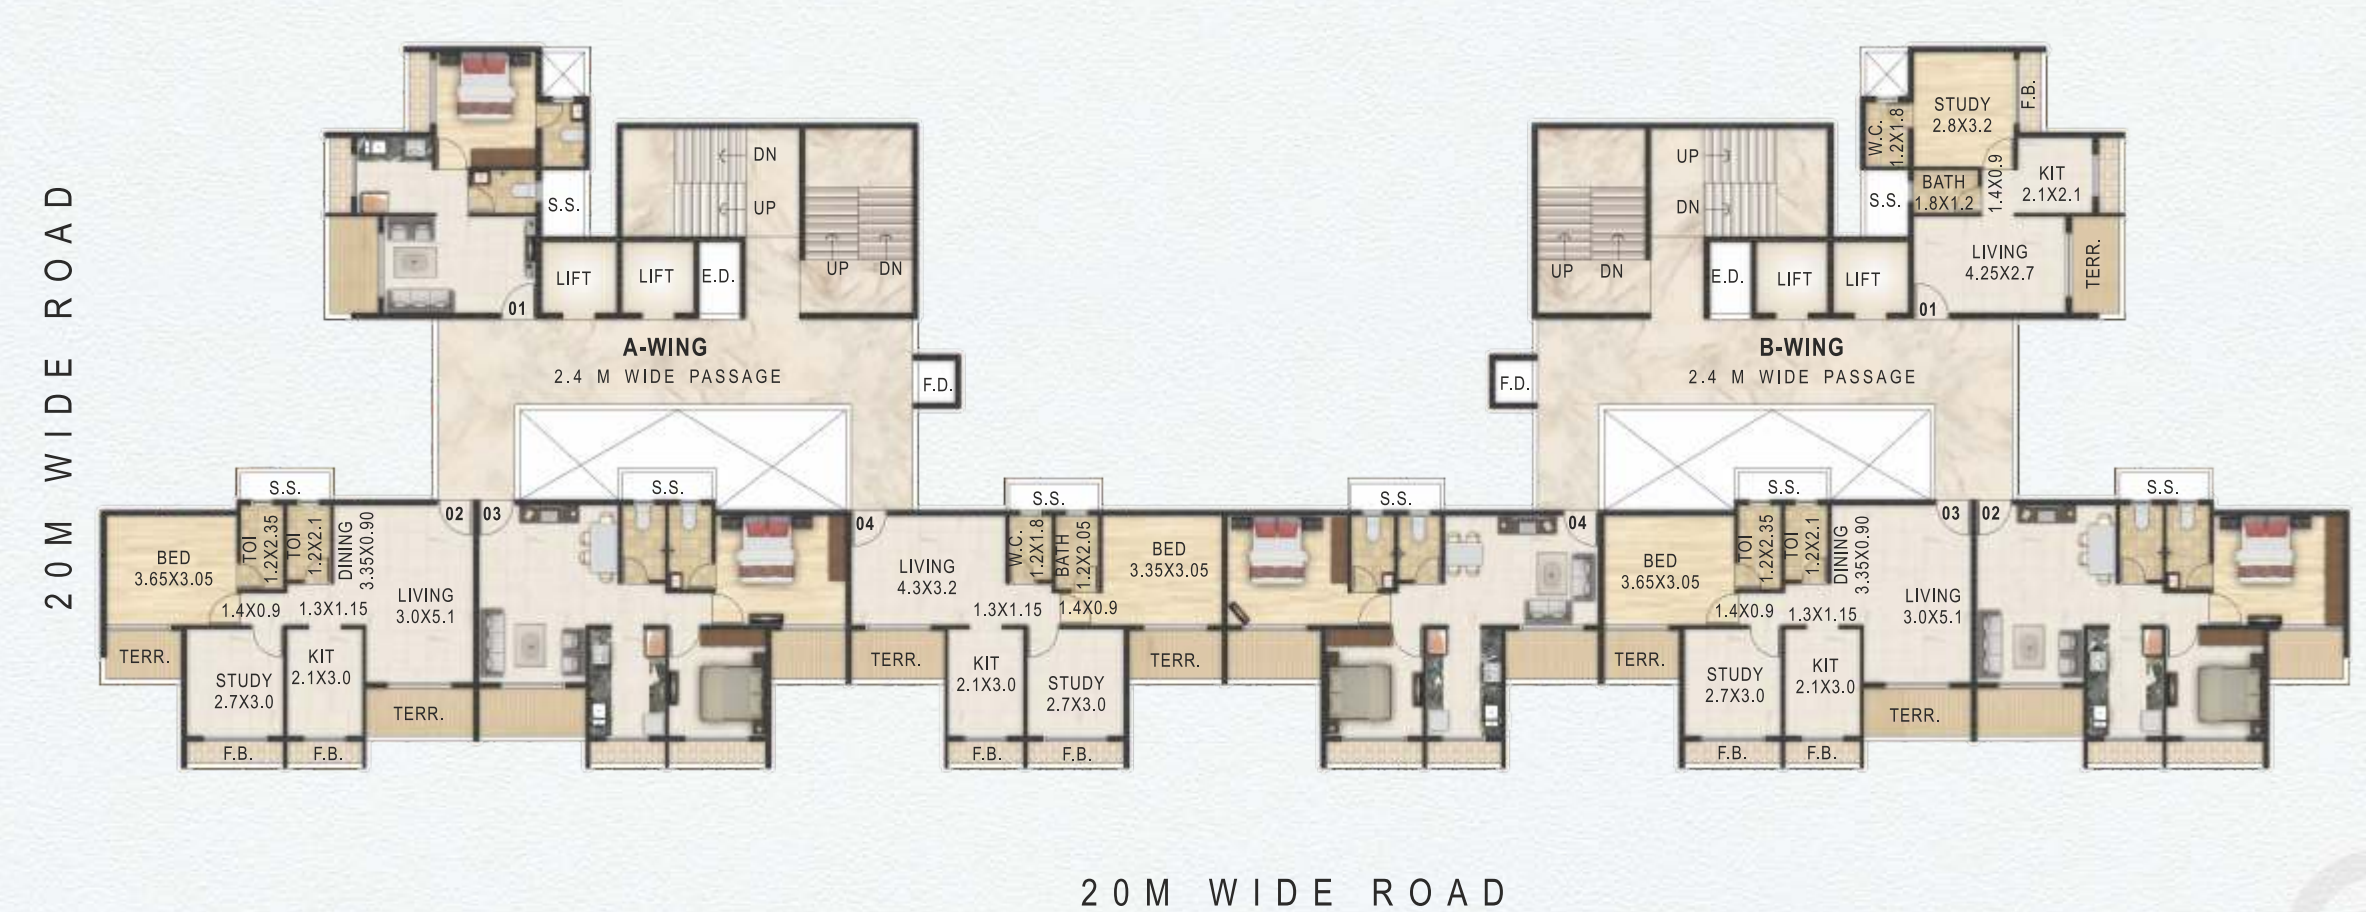 20M WIDE ROAD
S.S.
DN
UP
UP DN
LIFT
LIFT
E.D.
01
A-WING
2.4 M WIDE PASSAGE
F.D.
STUDY
2.8X3.2
F.B.
W.C.
1.2X1.8
1.4X0.9
KIT
2.1X2.1
BATH
1.8X1.2
S.S.
UP
DN
UP DN
E.D.
LIFT
LIFT
LIVING
4.25X2.7
TERR.
01
B-WING
2.4 M WIDE PASSAGE
F.D.
S.S.
BED
3.65X3.05
TOI
1.2X2.35
TOI
1.2X2.1
DINING
3.35X0.90
02
LIVING
3.0X5.1
1.4X0.9
1.3X1.15
TERR.
STUDY
2.7X3.0
KIT
2.1X3.0
TERR.
F.B.
F.B.
03
S.S.
04
LIVING
4.3X3.2
S.S.
W.C.
1.2X1.8
BATH
1.2X2.05
BED
3.35X3.05
1.3X1.15
1.4X0.9
TERR.
KIT
2.1X3.0
STUDY
2.7X3.0
TERR.
F.B.
F.B.
S.S.
04
BED
3.65X3.05
S.S.
TOI
1.2X2.35
TOI
1.2X2.1
DINING
3.35X0.90
03
LIVING
3.0X5.1
1.4X0.9
1.3X1.15
TERR.
STUDY
2.7X3.0
KIT
2.1X3.0
TERR.
F.B.
F.B.
02
S.S.
20M WIDE ROAD